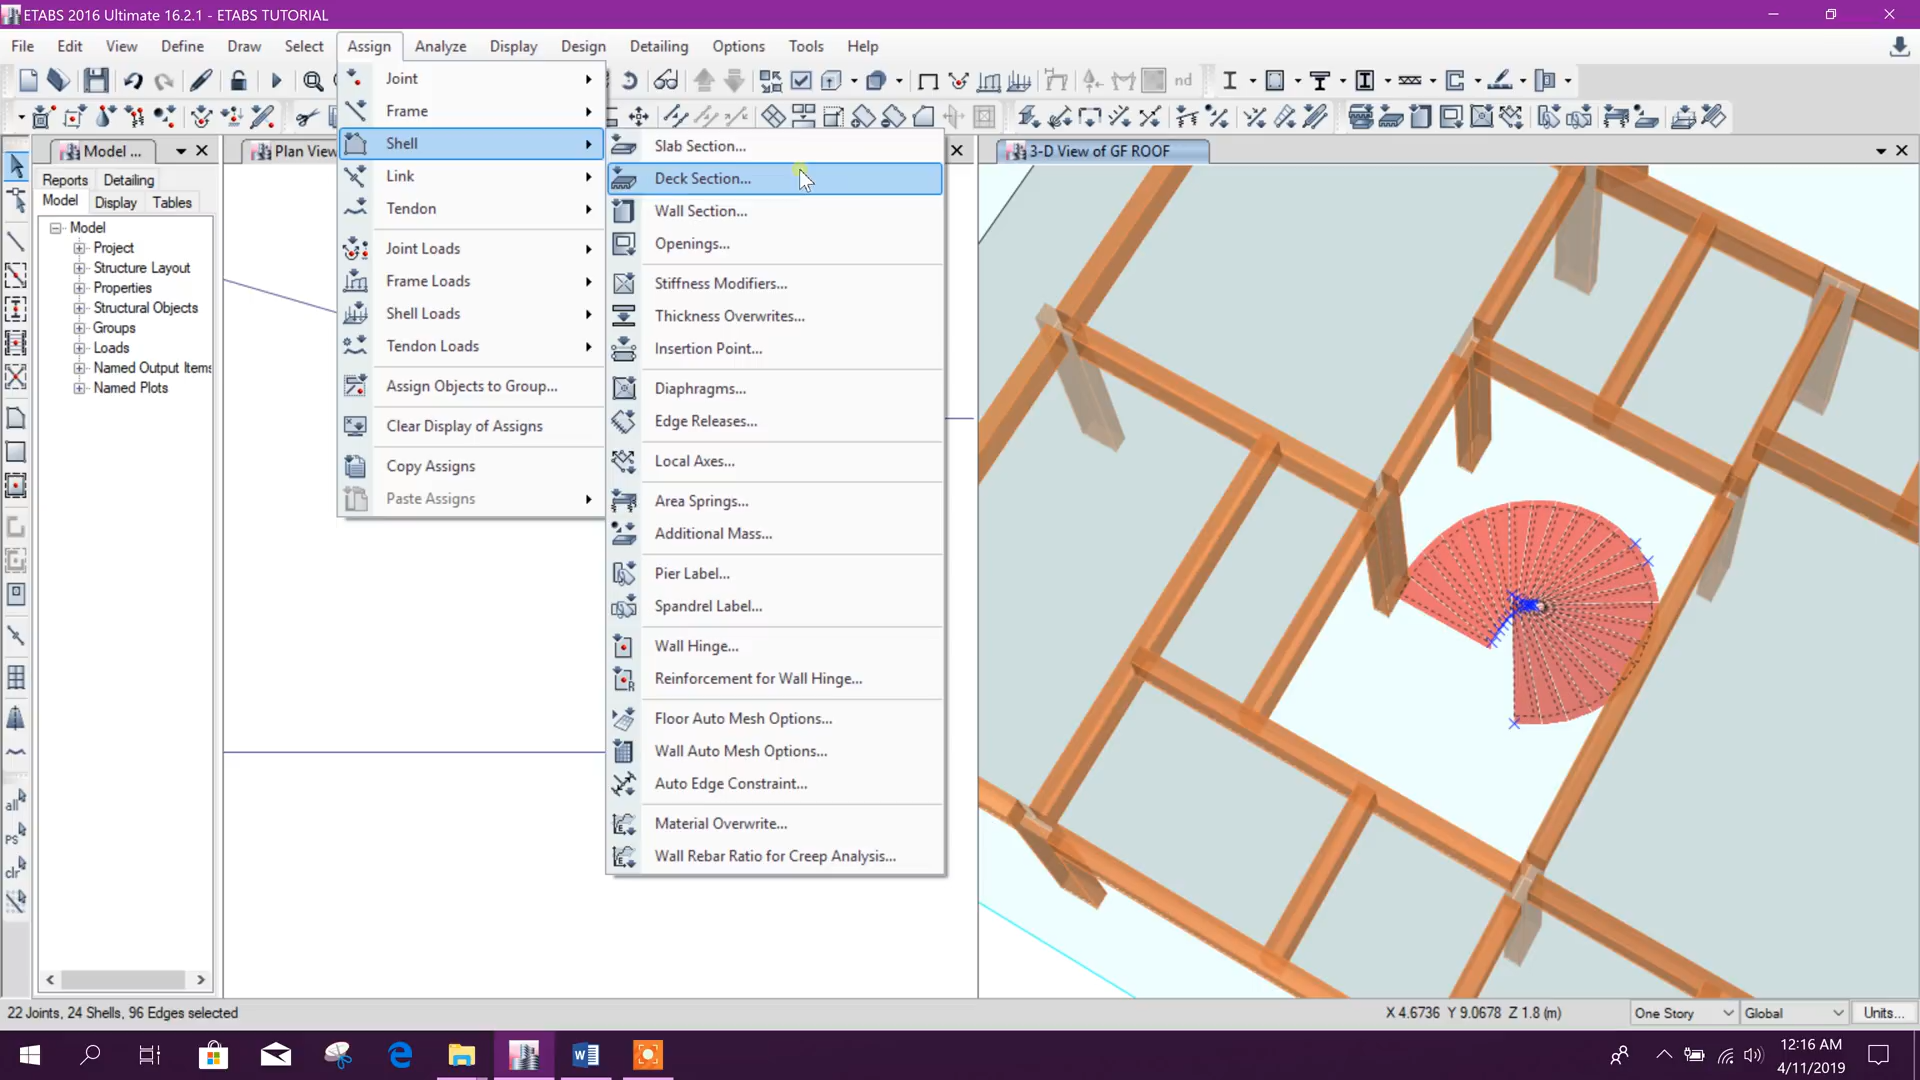 ETABS 2016 Ultimate 16.2.1 - ETABS TUTORIAL
File Edit View Define Draw Select Assign Analyze Display Design Detailing Options Tools Help
nd
Joint
Frame
Shell
Link
Tendon
Joint Loads
Frame Loads
Shell Loads
Tendon Loads
Assign Objects to Group...
Clear Display of Assigns
Copy Assigns
Paste Assigns
Slab Section...
Deck Section...
Wall Section...
Openings...
Stiffness Modifiers...
Thickness Overwrites...
Insertion Point...
Diaphragms...
Edge Releases...
Local Axes...
Area Springs...
Additional Mass...
Pier Label...
Spandrel Label...
Wall Hinge...
Reinforcement for Wall Hinge...
Floor Auto Mesh Options...
Wall Auto Mesh Options...
Auto Edge Constraint...
Material Overwrite...
Wall Rebar Ratio for Creep Analysis...
Model ...
Plan View
3-D View of GF ROOF
Reports Detailing
Model Display Tables
Model
Project
Structure Layout
Properties
Structural Objects
Groups
Loads
Named Output Items
Named Plots
all
PS
clr
22 Joints, 24 Shells, 96 Edges selected
X 4.6736 Y 9.0678 Z 1.8 (m)
One Story
Global
Units...
12:16 AM
4/11/2019